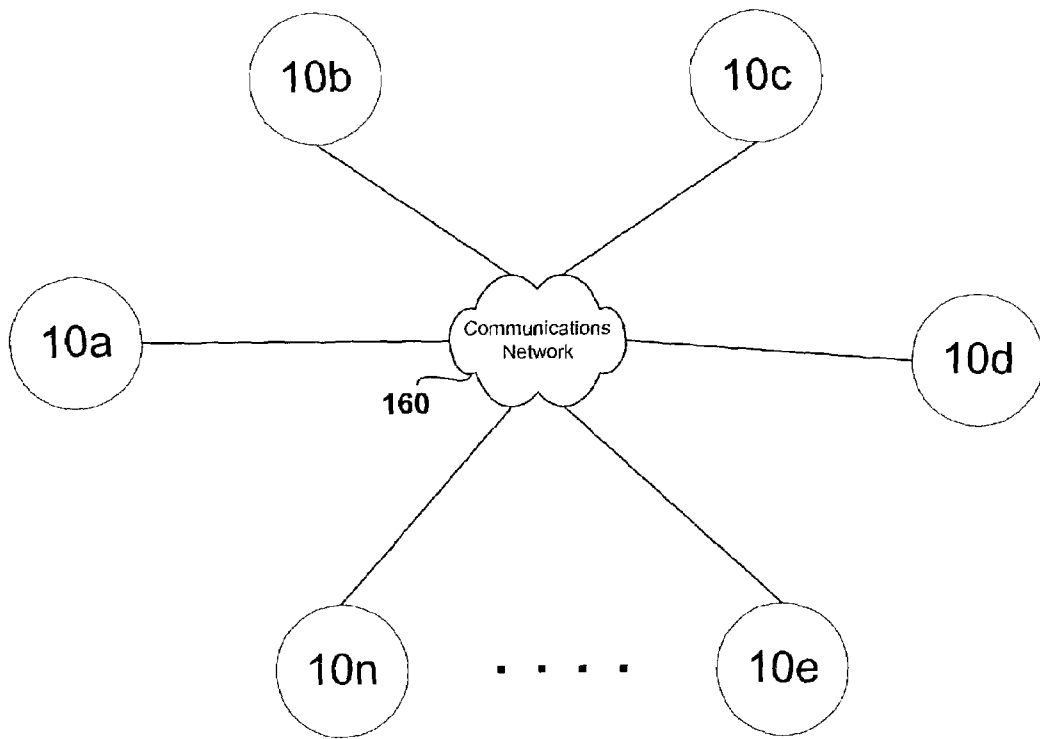 10b
10c
10a
Communications
Network
10d
160
10n
. . . .
10e